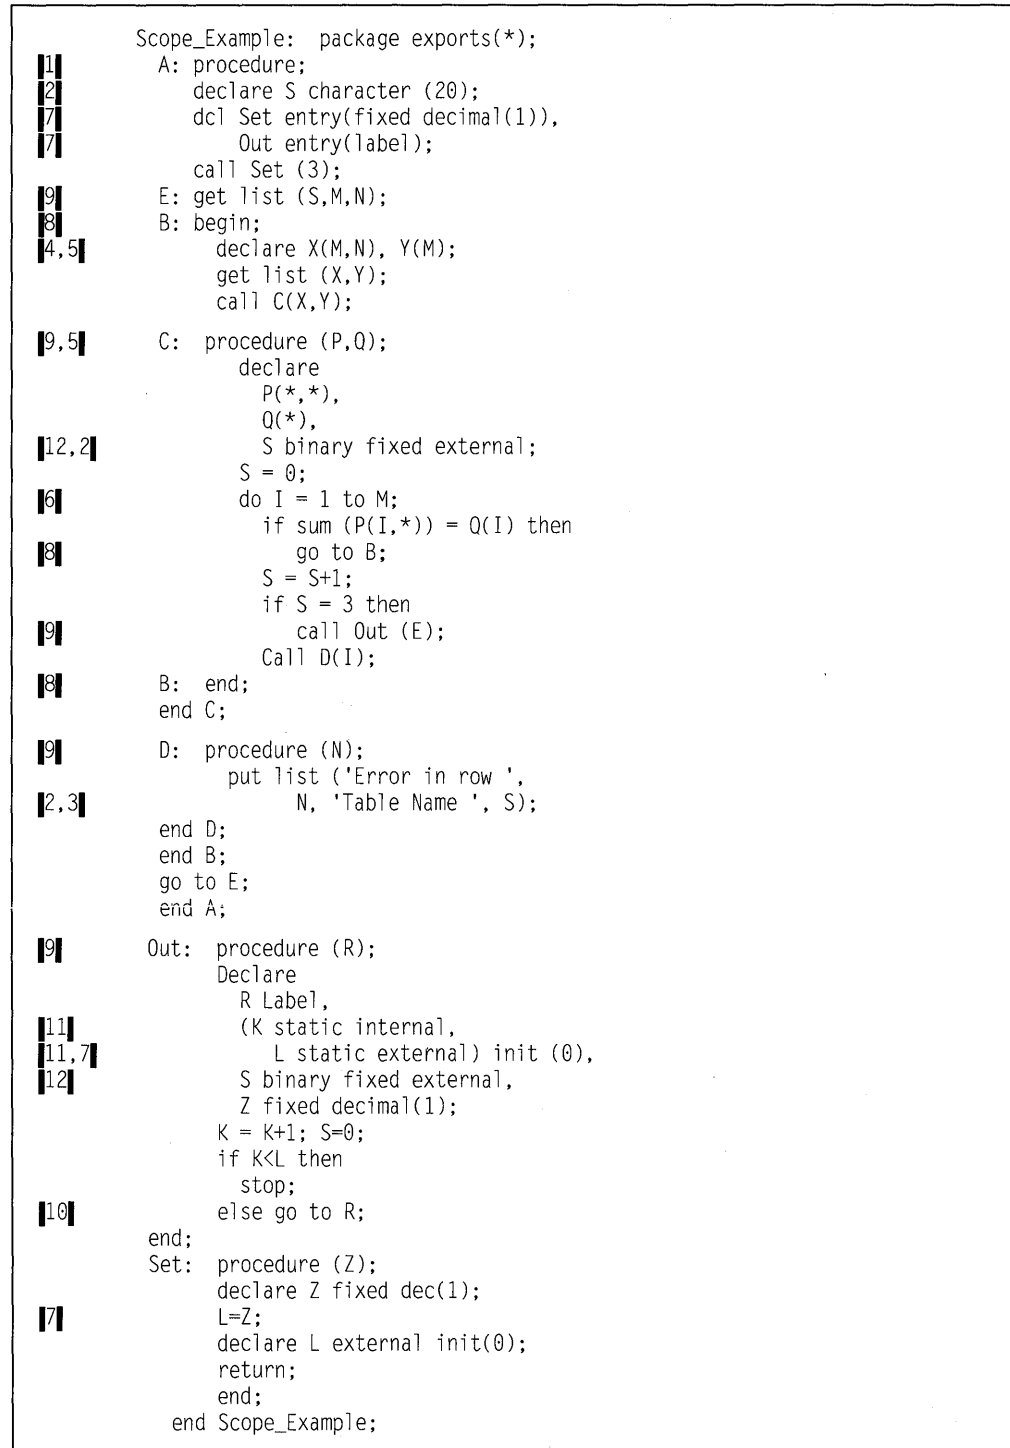 Scope_Example:  package exports(*);
1 A: procedure;
2 declare S character (20);
7 dcl Set entry(fixed decimal(1)),
7 Out entry(label);
call Set (3);
9 E: get list (S,M,N);
8 B: begin;
4,5 declare X(M,N), Y(M);
get list (X,Y);
call C(X,Y);
9,5 C:  procedure (P,Q);
declare
P(*,*),
Q(*),
12,2 S binary fixed external;
S = 0;
6 do I = 1 to M;
if sum (P(I,*)) = Q(I) then
8 go to B;
S = S+1;
if S = 3 then
9 call Out (E);
Call D(I);
8 B:  end;
end C;
9 D:  procedure (N);
put list ('Error in row ',
2,3 N, 'Table Name ', S);
end D;
end B;
go to E;
end A;
9 Out:  procedure (R);
Declare
R Label,
11 (K static internal,
11,7 L static external) init (0),
12 S binary fixed external,
Z fixed decimal(1);
K = K+1; S=0;
if K<L then
stop;
10 else go to R;
end;
Set:  procedure (Z);
declare Z fixed dec(1);
7 L=Z;
declare L external init(0);
return;
end;
end Scope_Example;